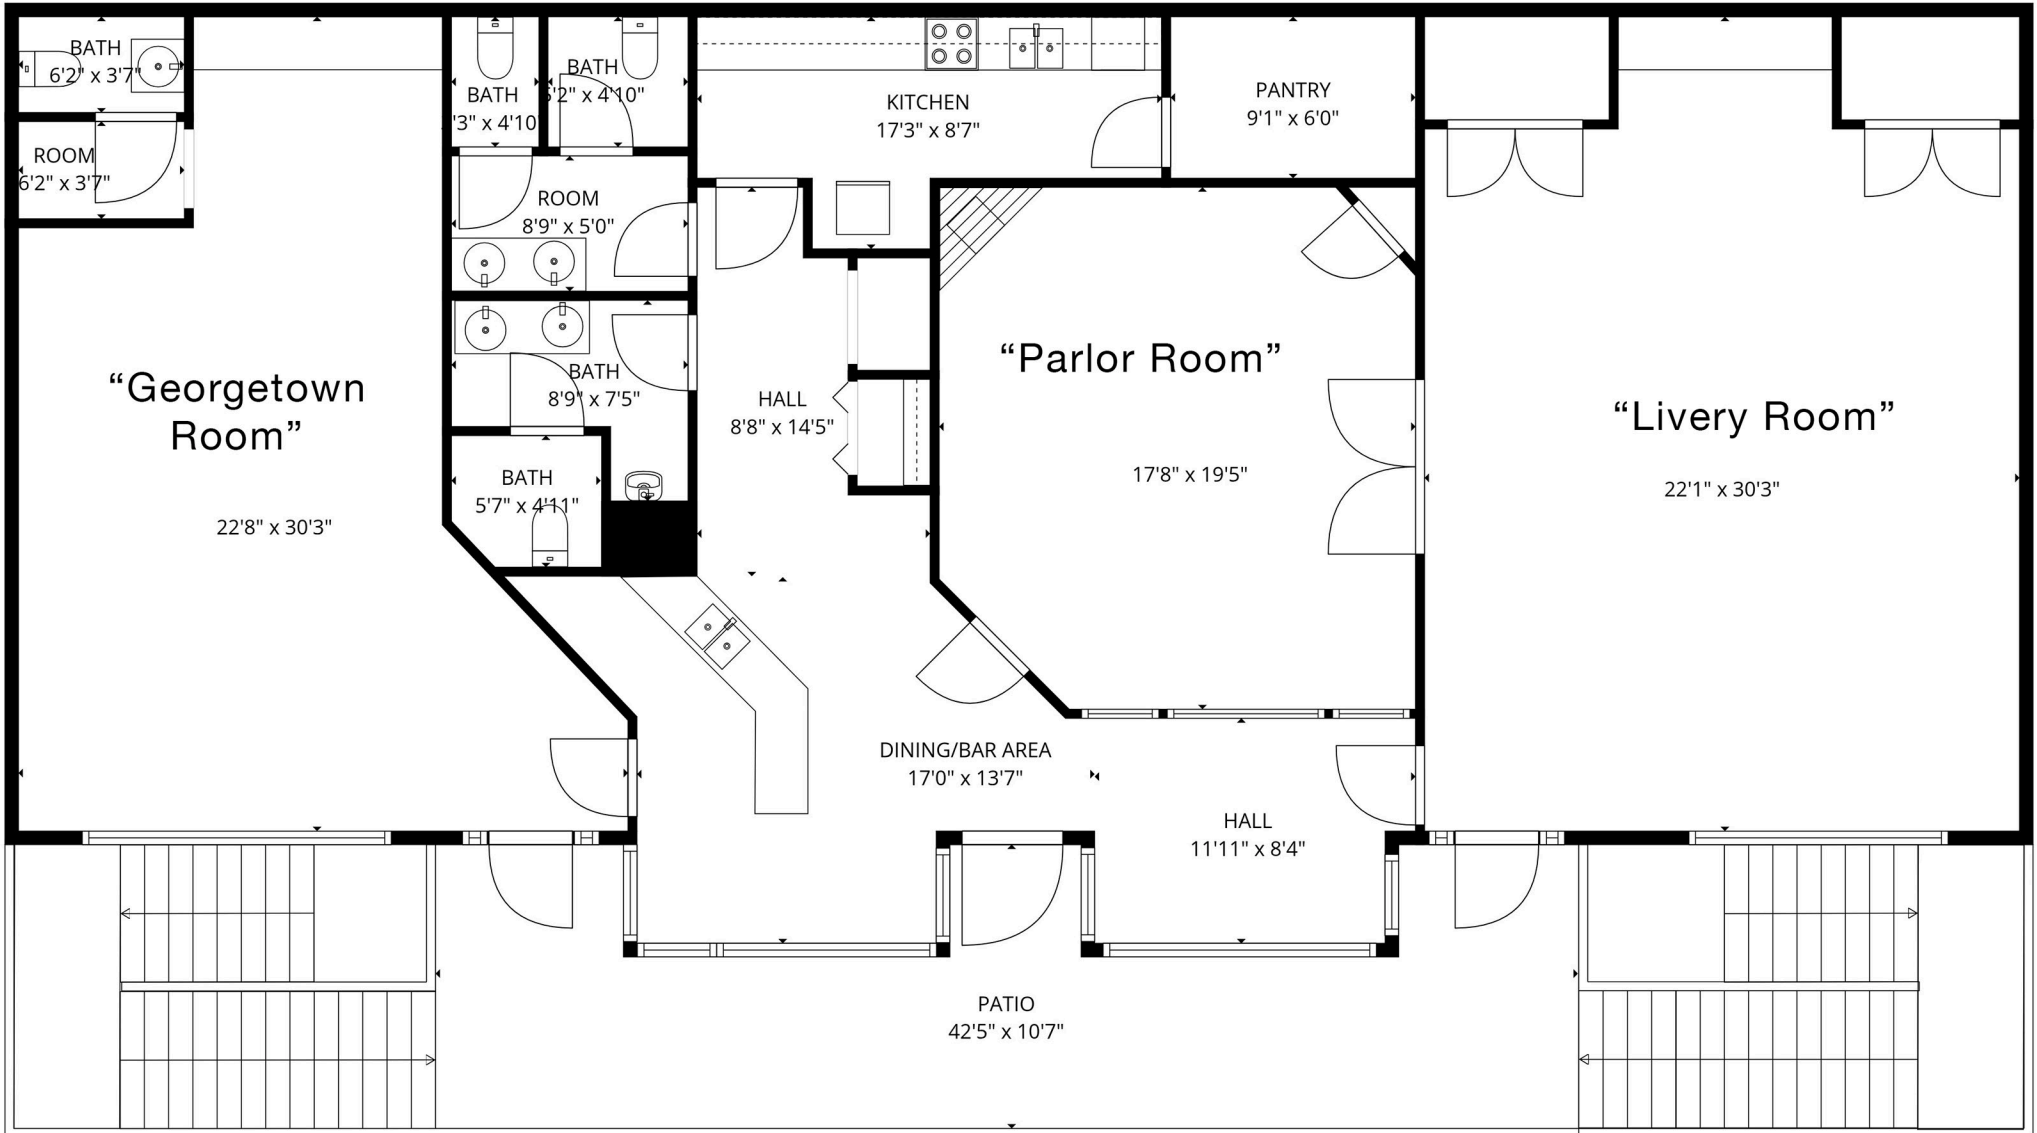 BATH
6'2" x 3'7"
ROOM
6'2" x 3'7"
“Georgetown
Room”
22'8" x 30'3"
BATH
'3" x 4'10
BATH
'2" x 4'10"
ROOM
8'9" x 5'0"
BATH
8'9" x 7'5"
BATH
5'7" x 4'11"
KITCHEN
17'3" x 8'7"
PANTRY
9'1" x 6'0"
HALL
8'8" x 14'5"
“Parlor Room”
17'8" x 19'5"
“Livery Room”
22'1" x 30'3"
DINING/BAR AREA
17'0" x 13'7"
HALL
11'11" x 8'4"
PATIO
42'5" x 10'7"